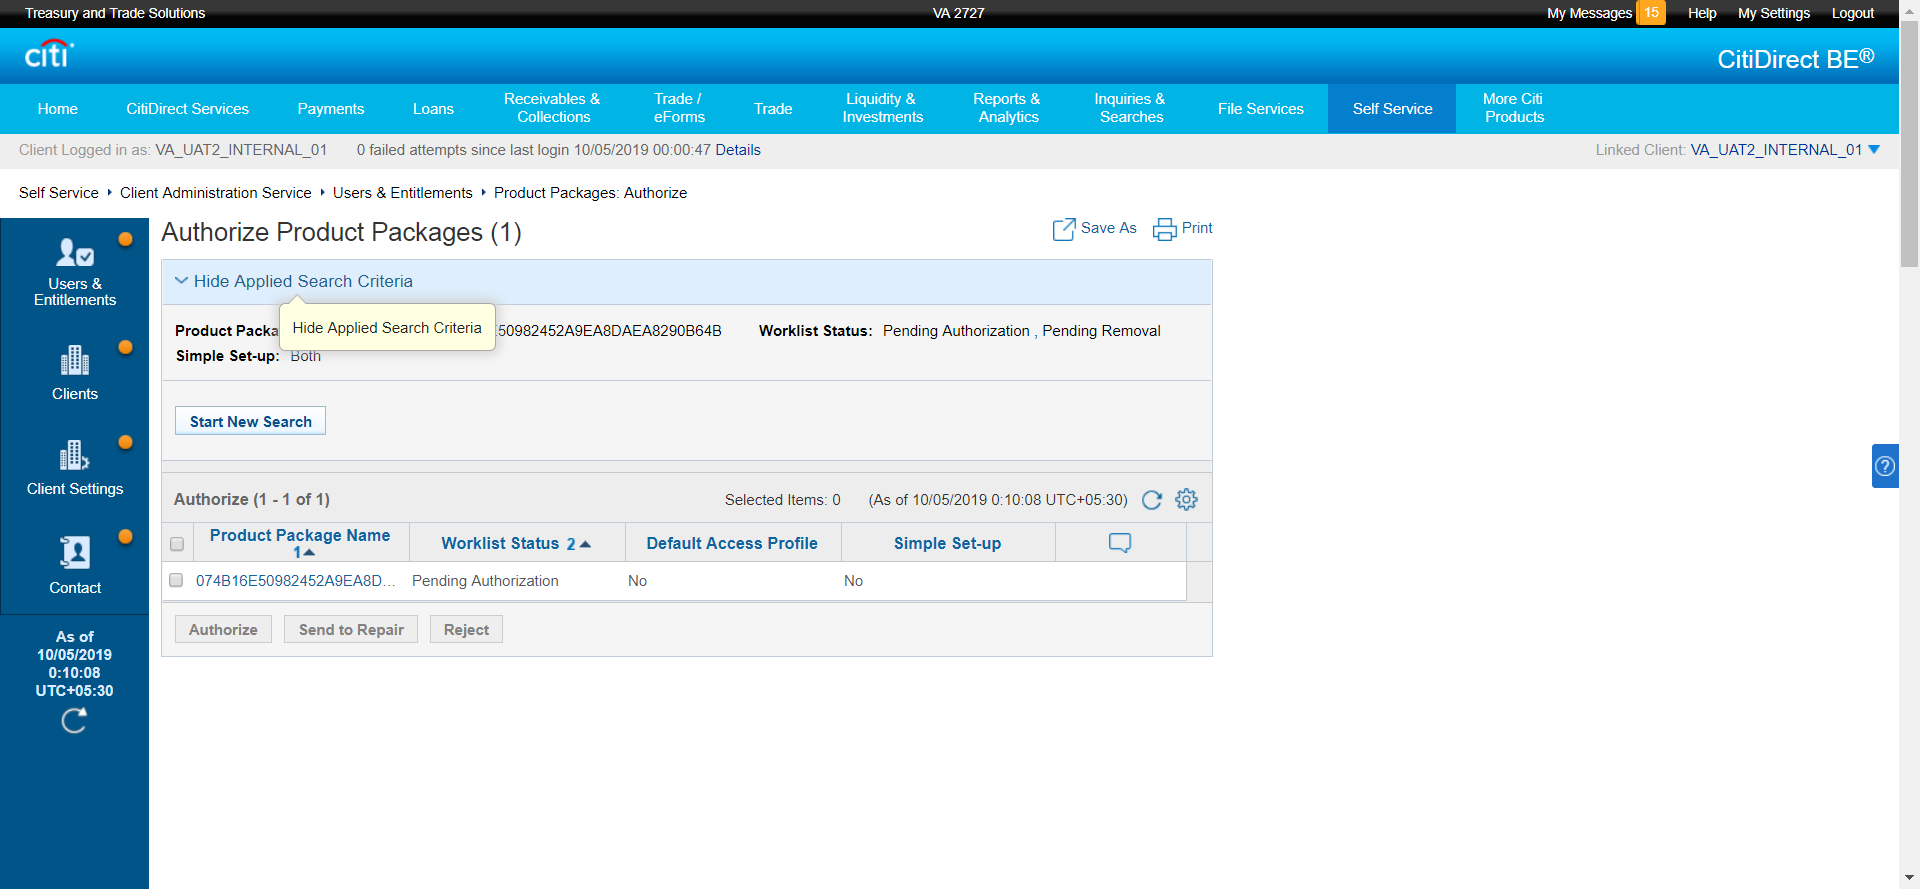 Treasury and Trade Solutions
VA 2727
My Messages 15 Help My Settings Logout
citi
CitiDirect BE®
Home CitiDirect Services Payments Loans Receivables & Collections Trade / eForms Trade Liquidity & Investments Reports & Analytics Inquiries & Searches File Services Self Service More Citi Products
Client Logged in as: VA_UAT2_INTERNAL_01 0 failed attempts since last login 10/05/2019 00:00:47 Details
Linked Client: VA_UAT2_INTERNAL_01
Self Service Client Administration Service Users & Entitlements Product Packages: Authorize
Users &
Entitlements
Clients
Client Settings
Contact
As of
10/05/2019
0:10:08
UTC+05:30
Authorize Product Packages (1)
Save As Print
Hide Applied Search Criteria
Hide Applied Search Criteria
Product Packa 50982452A9EA8DAEA8290B64B Worklist Status: Pending Authorization , Pending Removal
Simple Set-up: Both
Start New Search
Authorize (1 - 1 of 1) Selected Items: 0 (As of 10/05/2019 0:10:08 UTC+05:30)
Product Package Name 1 Worklist Status 2 Default Access Profile Simple Set-up
074B16E50982452A9EA8D... Pending Authorization No No
Authorize Send to Repair Reject